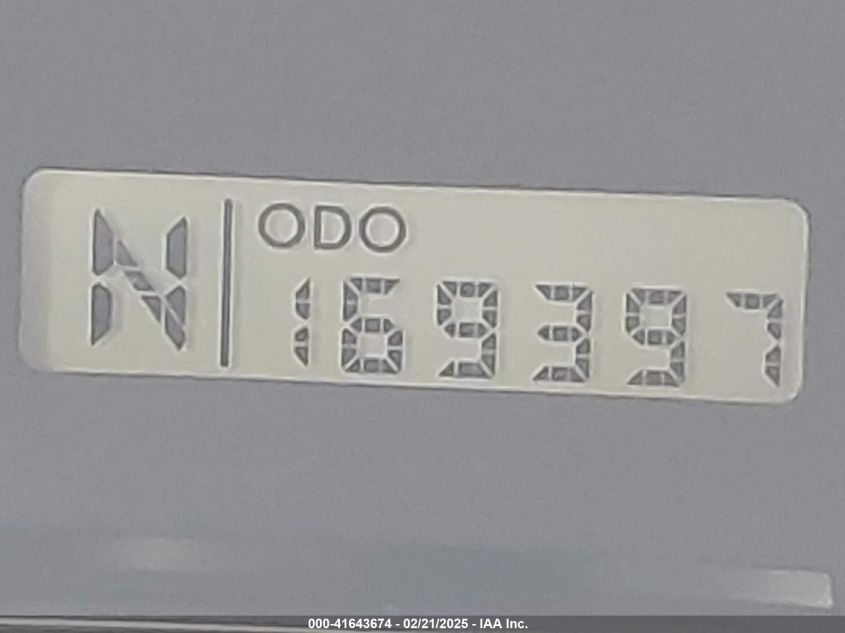 N
ODO
169397
000-41643674 - 02/21/2025 - IAA Inc.